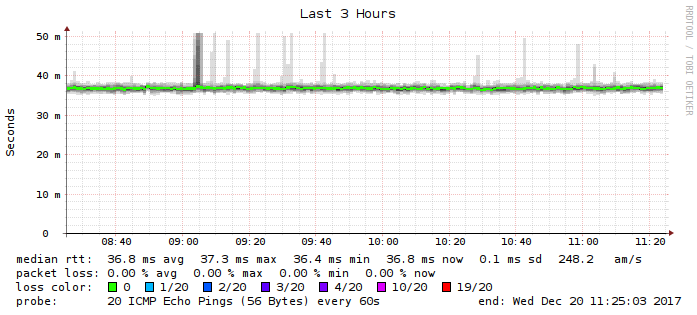 Last 3 Hours
RRDTOOL / TOBI OETIKER
Seconds
50 m
40 m
30 m
20 m
10 m
0
08:40 09:00 09:20 09:40 10:00 10:20 10:40 11:00 11:20
median rtt: 36.8 ms avg 37.3 ms max 36.4 ms min 36.8 ms now 0.1 ms sd 248.2 am/s
packet loss: 0.00 % avg 0.00 % max 0.00 % min 0.00 % now
loss color: 0 1/20 2/20 3/20 4/20 10/20 19/20
probe: 20 ICMP Echo Pings (56 Bytes) every 60s end: Wed Dec 20 11:25:03 2017